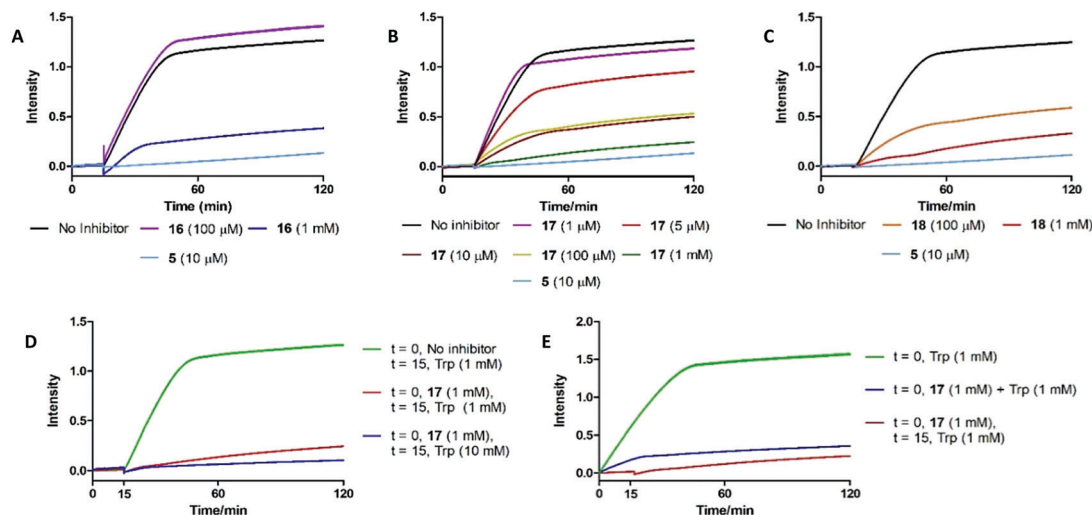 A
Intensity
1.5
1.0
0.5
0.0
0
60
120
Time (min)
No Inhibitor
16 (100 μM)
16 (1 mM)
5 (10 μM)
B
Intensity
1.5
1.0
0.5
0.0
0
60
120
Time/min
No inhibitor
17 (1 μM)
17 (5 μM)
17 (10 μM)
17 (100 μM)
17 (1 mM)
5 (10 μM)
C
Intensity
1.5
1.0
0.5
0.0
0
60
120
Time/min
No Inhibitor
18 (100 μM)
18 (1 mM)
5 (10 μM)
D
Intensity
1.5
1.0
0.5
0.0
0
15
60
120
Time/min
t = 0, No inhibitor
t = 15, Trp (1 mM)
t = 0, 17 (1 mM),
t = 15, Trp (1 mM)
t = 0, 17 (1 mM),
t = 15, Trp (10 mM)
E
Intensity
2.0
1.5
1.0
0.5
0.0
0
15
60
120
Time/min
t = 0, Trp (1 mM)
t = 0, 17 (1 mM) + Trp (1 mM)
t = 0, 17 (1 mM),
t = 15, Trp (1 mM)